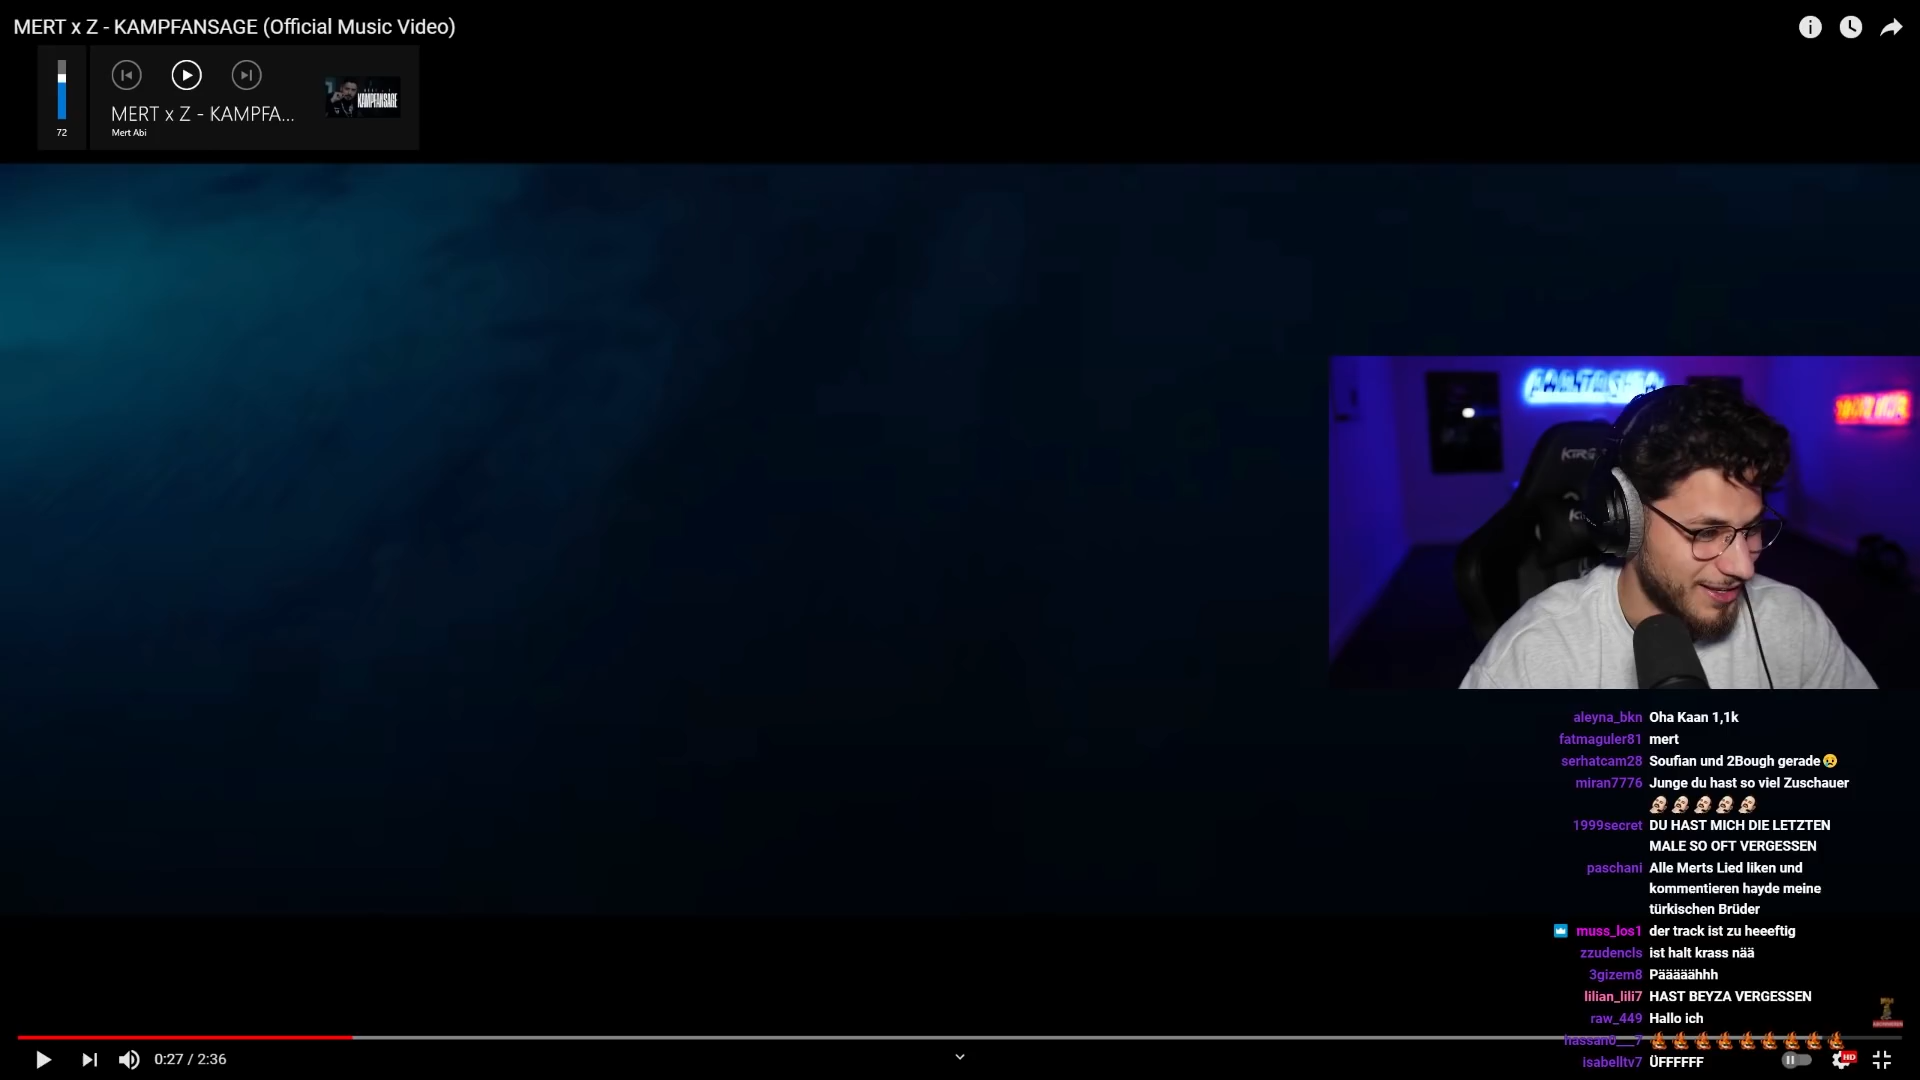 MERT x Z - KAMPFANSAGE (Official Music Video)
MERT x Z - KAMPFA...
Mert Abi
72
KAMPFANSAGE
aleyna_bkn Oha Kaan 1,1k
fatmaguler81 mert
serhatcam28 Soufian und 2Bough gerade😥
miran7776 Junge du hast so viel Zuschauer
1999secret DU HAST MICH DIE LETZTEN
MALE SO OFT VERGESSEN
paschani Alle Merts Lied liken und
kommentieren hayde meine
türkischen Brüder
muss_los1 der track ist zu heeeftig
zzudencls ist halt krass nää
3gizem8 Pääääähhh
lilian_lili7 HAST BEYZA VERGESSEN
raw_449 Hallo ich
hassan0___7
isabelltv7 ÜFFFFFF
0:27 / 2:36
HD